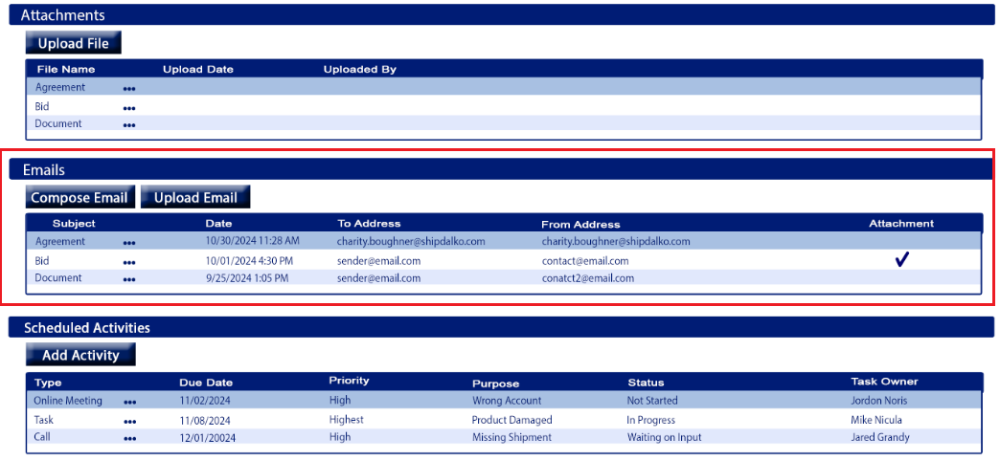 Attachments
Upload File
File Name Upload Date Uploaded By
Agreement •••
Bid •••
Document •••
Emails
Compose Email Upload Email
Subject Date To Address From Address Attachment
Agreement ••• 10/30/2024 11:28 AM charity.boughner@shipdalko.com charity.boughner@shipdalko.com
Bid ••• 10/01/2024 4:30 PM sender@email.com contact@email.com ✔
Document ••• 9/25/2024 1:05 PM sender@email.com conatct2@email.com
Scheduled Activities
Add Activity
Type Due Date Priority Purpose Status Task Owner
Online Meeting ••• 11/02/2024 High Wrong Account Not Started Jordon Noris
Task ••• 11/08/2024 Highest Product Damaged In Progress Mike Nicula
Call ••• 12/01/20024 High Missing Shipment Waiting on Input Jared Grandy